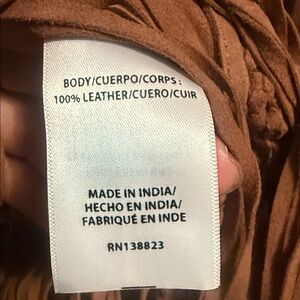 BODY/CUERPO/CORPS:
100% LEATHER/CUERO/CUIR
MADE IN INDIA/
HECHO EN INDIA/
FABRIQUÉ EN INDE
RN138823